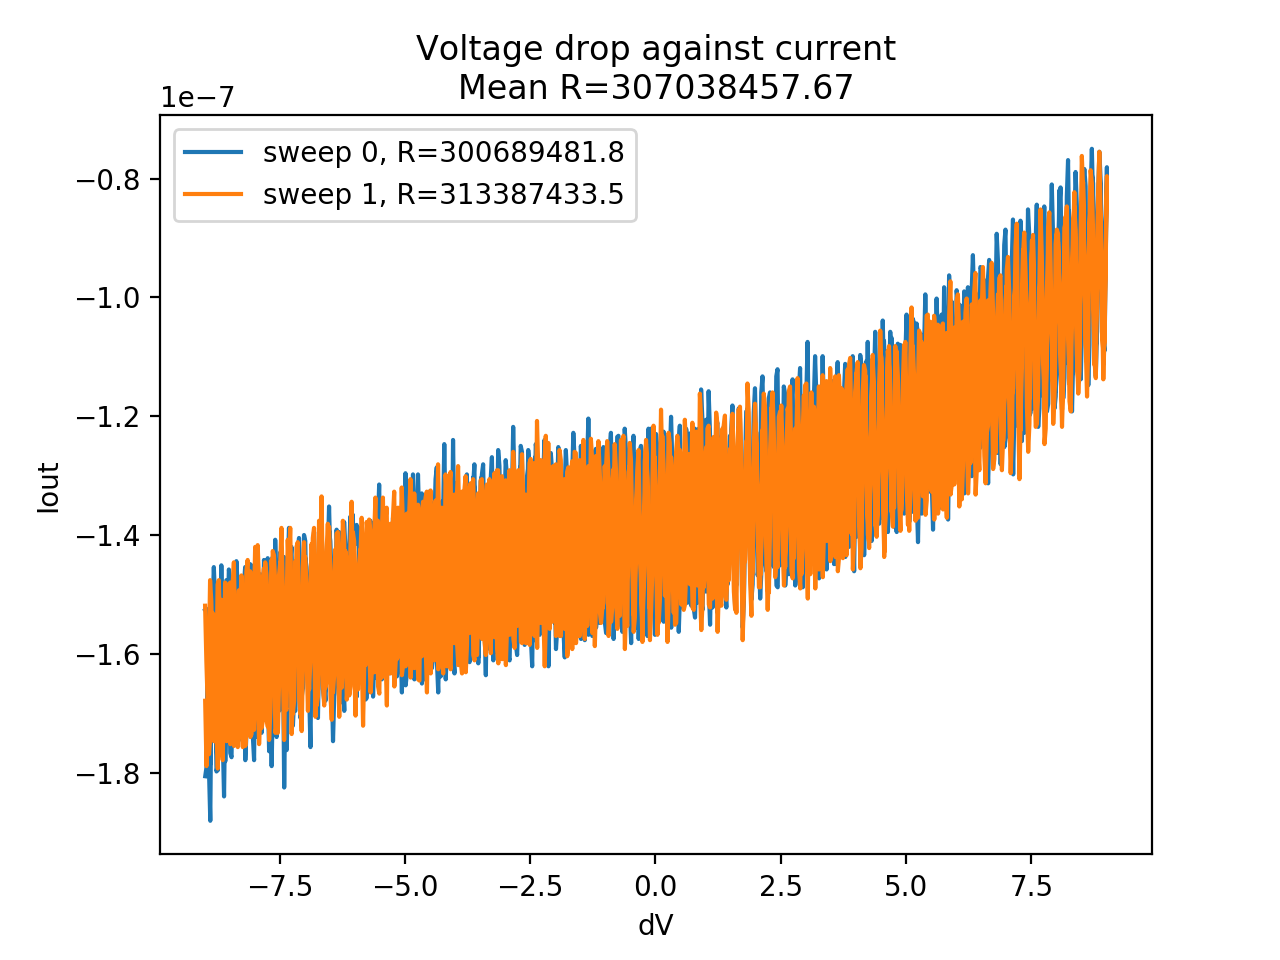 Voltage drop against current
Mean R=307038457.67
1e−7
sweep 0, R=300689481.8
sweep 1, R=313387433.5
−0.8
−1.0
−1.2
−1.4
−1.6
−1.8
Iout
−7.5 −5.0 −2.5 0.0 2.5 5.0 7.5
dV